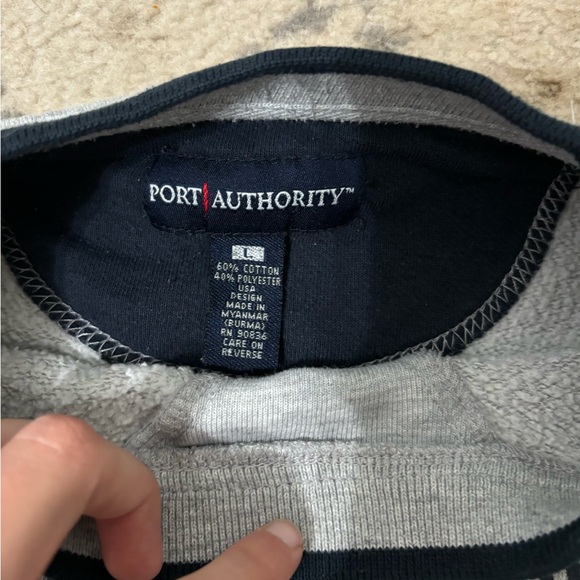 PORT AUTHORITY™
L
60% COTTON
40% POLYESTER
USA
DESIGN
MADE IN
MYANMAR
(BURMA)
RN 90836
CARE ON
REVERSE